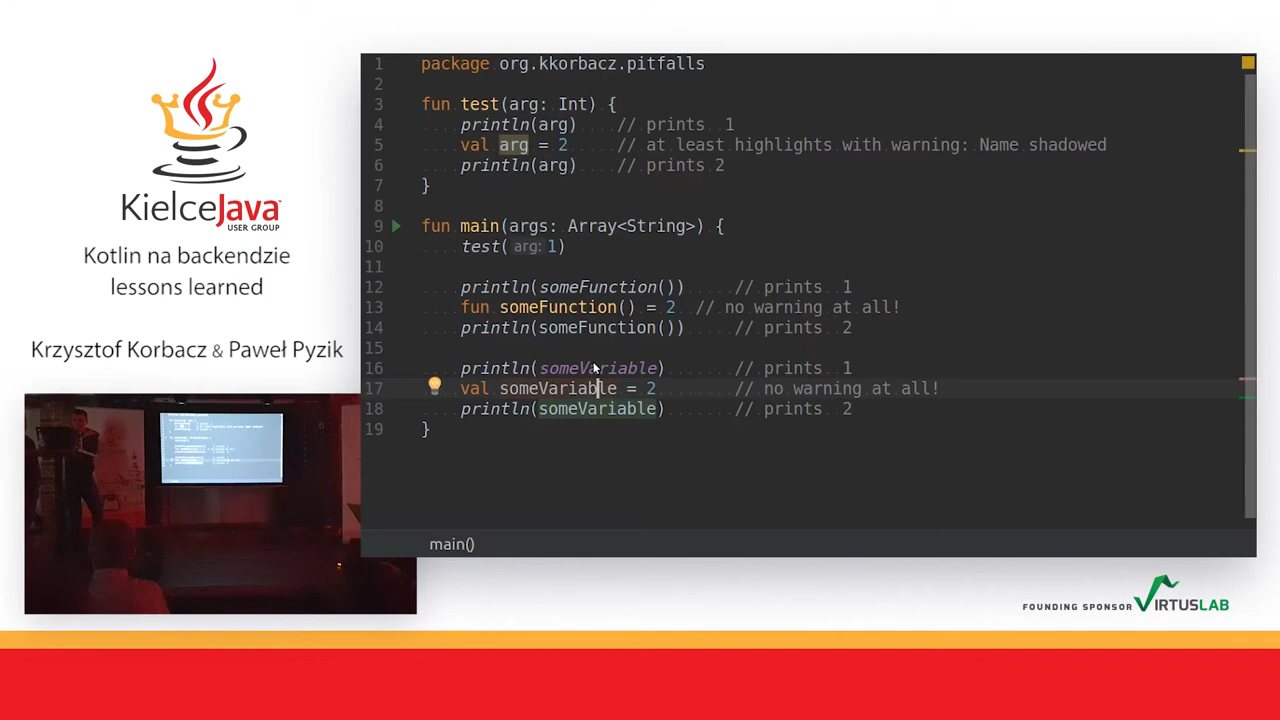 KielceJava
USER GROUP
Kotlin na backendzie
lessons learned
Krzysztof Korbacz & Paweł Pyzik
1 package org.kkorbacz.pitfalls
2
3 fun test(arg: Int) {
4 println(arg) // prints 1
5 val arg = 2 // at least highlights with warning: Name shadowed
6 println(arg) // prints 2
7 }
8
9 fun main(args: Array<String>) {
10 test(arg: 1)
11
12 println(someFunction()) // prints 1
13 fun someFunction() = 2 // no warning at all!
14 println(someFunction()) // prints 2
15
16 println(someVariable) // prints 1
17 val someVariable = 2 // no warning at all!
18 println(someVariable) // prints 2
19 }
main()
FOUNDING SPONSOR VIRTUSLAB